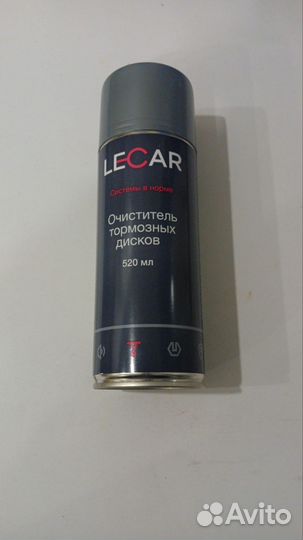 LECAR
Системы в норме
Очиститель
тормозных
дисков
520 мл
Avito